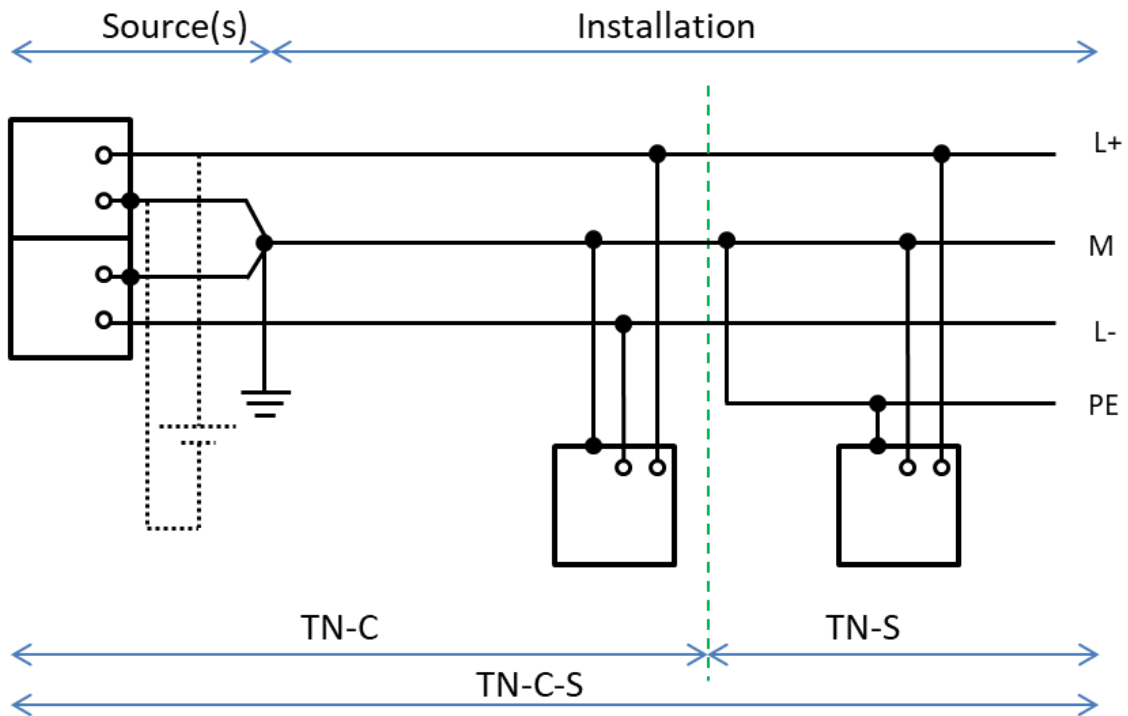 Source(s)
Installation
L+
M
L-
PE
TN-C
TN-S
TN-C-S